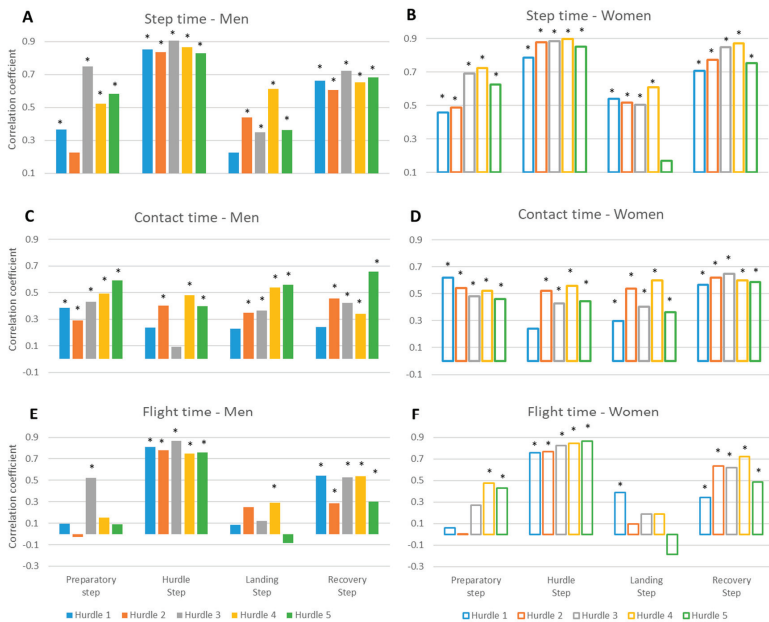 A
Step time - Men
Correlation coefficient
0.9
0.7
0.5
0.3
0.1
* * * *
* * * * *
* * * *
* * * * *
B
Step time - Women
0.9
0.7
0.5
0.3
0.1
* * * * *
* * * * *
* * * *
* * * * *
C
Contact time - Men
Correlation coefficient
0.9
0.7
0.5
0.3
0.1
-0.1
* * * * *
* * *
* * * *
* * * *
D
Contact time - Women
0.9
0.7
0.5
0.3
0.1
-0.1
* * * * *
* * * *
* * * * *
* * * * *
E
Flight time - Men
Correlation coefficient
0.9
0.7
0.5
0.3
0.1
-0.1
-0.3
*
* * * * *
*
* * * * *
Preparatory
step
Hurdle
Step
Landing
Step
Recovery
Step
Hurdle 1 Hurdle 2 Hurdle 3 Hurdle 4 Hurdle 5
F
Flight time - Women
0.9
0.7
0.5
0.3
0.1
-0.1
-0.3
* *
* * * * *
*
* * * * *
Preparatory
step
Hurdle
Step
Landing
Step
Recovery
Step
Hurdle 1 Hurdle 2 Hurdle 3 Hurdle 4 Hurdle 5